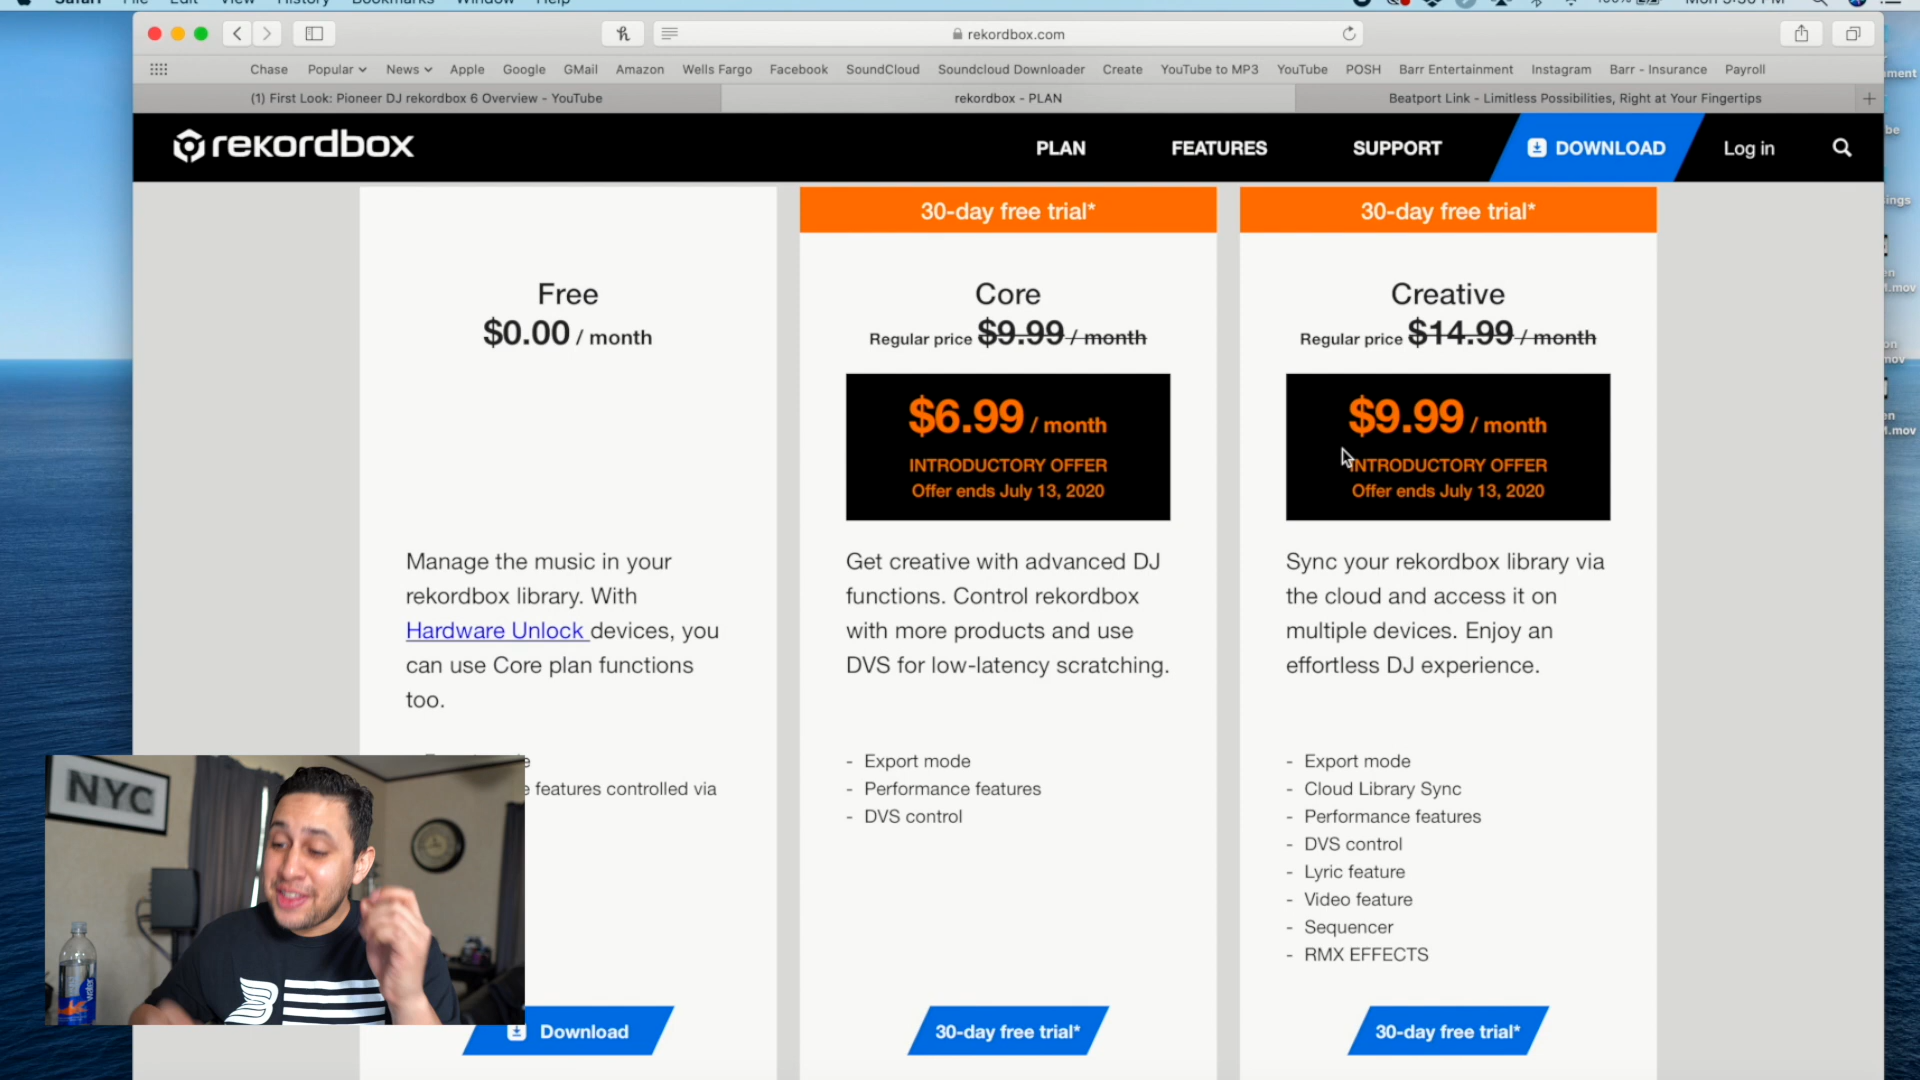 Safari File Edit View History Bookmarks Window Help
rekordbox.com
Chase Popular News Apple Google GMail Amazon Wells Fargo Facebook SoundCloud Soundcloud Downloader Create YouTube to MP3 YouTube POSH Barr Entertainment Instagram Barr - Insurance Payroll
(1) First Look: Pioneer DJ rekordbox 6 Overview - YouTube
rekordbox - PLAN
Beatport Link - Limitless Possibilities, Right at Your Fingertips
rekordbox
PLAN
FEATURES
SUPPORT
DOWNLOAD
Log in
Free
$0.00 / month
Manage the music in your
rekordbox library. With
Hardware Unlock devices, you
can use Core plan functions
too.
features controlled via
Download
30-day free trial*
Core
Regular price $9.99 / month
$6.99 / month
INTRODUCTORY OFFER
Offer ends July 13, 2020
Get creative with advanced DJ
functions. Control rekordbox
with more products and use
DVS for low-latency scratching.
- Export mode
- Performance features
- DVS control
30-day free trial*
30-day free trial*
Creative
Regular price $14.99 / month
$9.99 / month
INTRODUCTORY OFFER
Offer ends July 13, 2020
Sync your rekordbox library via
the cloud and access it on
multiple devices. Enjoy an
effortless DJ experience.
- Export mode
- Cloud Library Sync
- Performance features
- DVS control
- Lyric feature
- Video feature
- Sequencer
- RMX EFFECTS
30-day free trial*
NYC
water